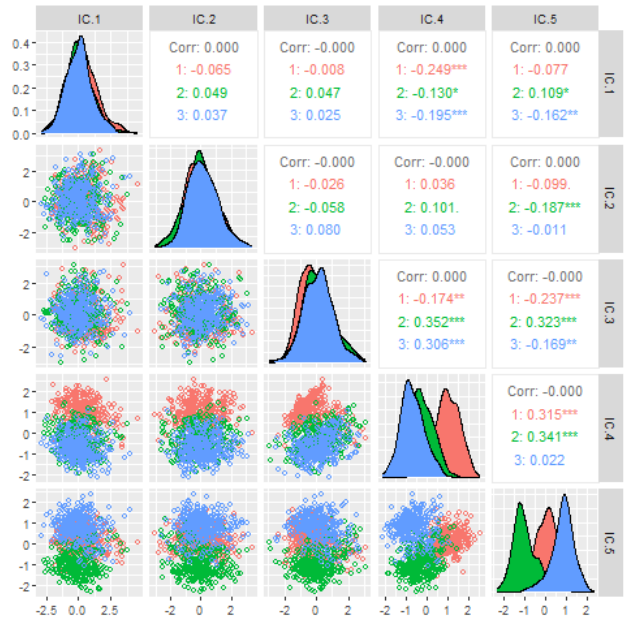 IC.1 IC.2 IC.3 IC.4 IC.5
0.4 Corr: 0.000 Corr: -0.000 Corr: 0.000 Corr: 0.000
0.3 1: -0.065 1: -0.008 1: -0.249*** 1: -0.077
0.2 2: 0.049 2: 0.047 2: -0.130* 2: 0.109* IC.1
0.1 3: 0.037 3: 0.025 3: -0.195*** 3: -0.162**
0.0
2 Corr: -0.000 Corr: -0.000 Corr: 0.000
0 1: -0.026 1: 0.036 1: -0.099. IC.2
2: -0.058 2: 0.101. 2: -0.187***
-2 3: 0.080 3: 0.053 3: -0.011
2 Corr: 0.000 Corr: -0.000
0 1: -0.174** 1: -0.237*** IC.3
2: 0.352*** 2: 0.323***
-2 3: 0.306*** 3: -0.169**
2 Corr: -0.000
1 1: 0.315***
0 2: 0.341*** IC.4
-1 3: 0.022
-2
2
1
0 IC.5
-1
-2
-2.5 0.0 2.5 -2 0 2 -2 0 2 -2 -1 0 1 2 -2 -1 0 1 2